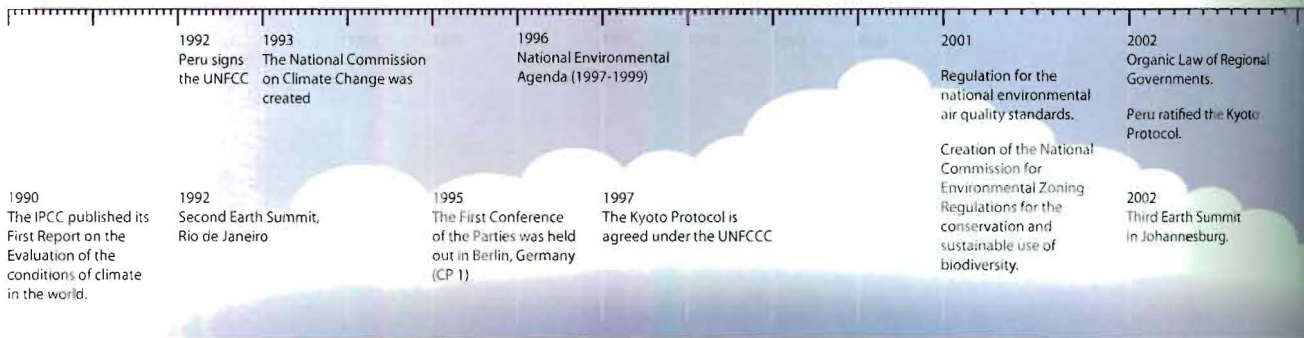 1992
Peru signs
the UNFCC
1993
The National Commission
on Climate Change was
created
1996
National Environmental
Agenda (1997-1999)
2001
Regulation for the
national environmental
air quality standards.
Creation of the National
Commission for
Environmental Zoning
Regulations for the
conservation and
sustainable use of
biodiversity.
2002
Organic Law of Regional
Governments.
Peru ratified the Kyoto
Protocol.
1990
The IPCC published its
First Report on the
Evaluation of the
conditions of climate
in the world.
1992
Second Earth Summit,
Rio de Janeiro
1995
The First Conference
of the Parties was held
out in Berlin, Germany
(CP 1)
1997
The Kyoto Protocol is
agreed under the UNFCCC
2002
Third Earth Summit
in Johannesburg.